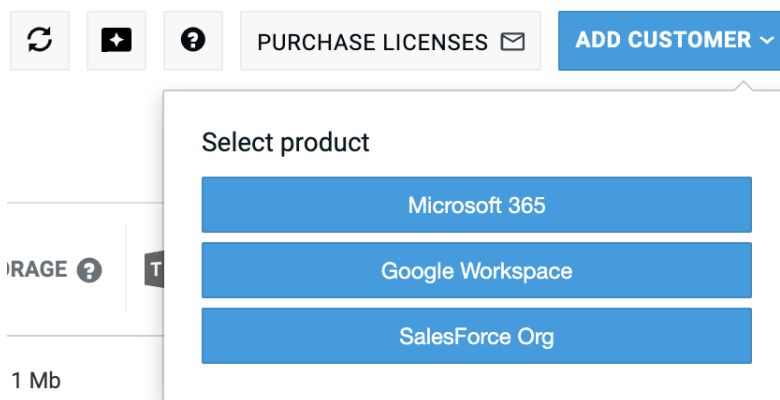 PURCHASE LICENSES
ADD CUSTOMER
Select product
Microsoft 365
Google Workspace
SalesForce Org
RAGE
T
1 Mb